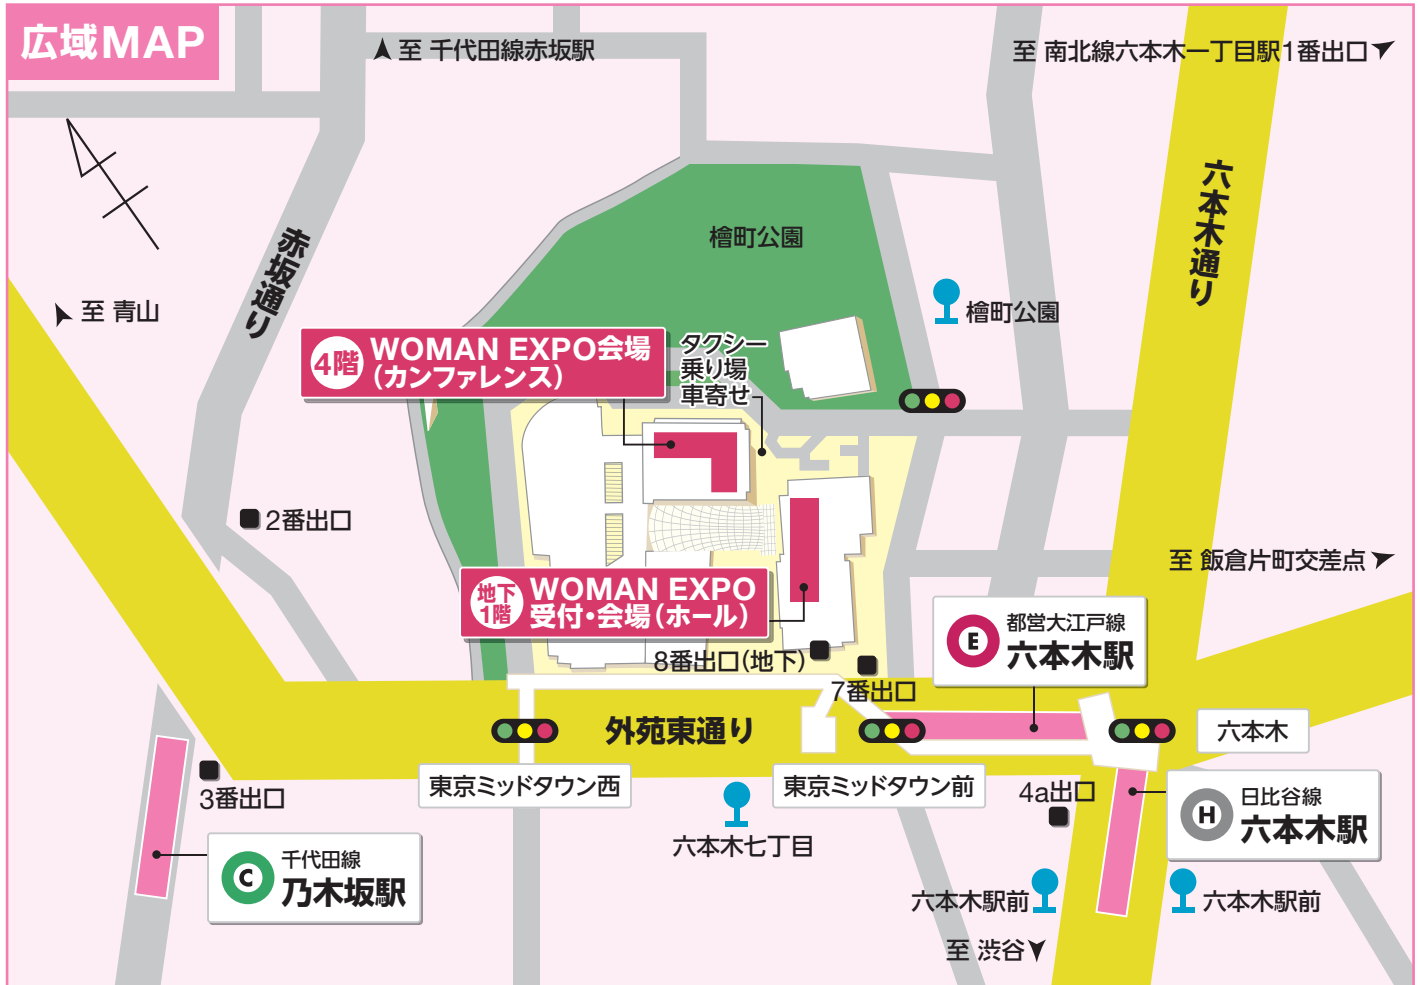 広域MAP
至 千代田線赤坂駅
至 南北線六本木一丁目駅1番出口
六本木通り
赤坂通り
檜町公園
至 青山
檜町公園
4階
WOMAN EXPO会場
(カンファレンス)
タクシー
乗り場
車寄せ
2番出口
至 飯倉片町交差点
地下
1階
WOMAN EXPO
受付・会場(ホール)
E
都営大江戸線
六本木駅
8番出口(地下)
7番出口
外苑東通り
六本木
東京ミッドタウン西
東京ミッドタウン前
3番出口
4a出口
H
日比谷線
六本木駅
六本木七丁目
C
千代田線
乃木坂駅
六本木駅前
六本木駅前
至 渋谷